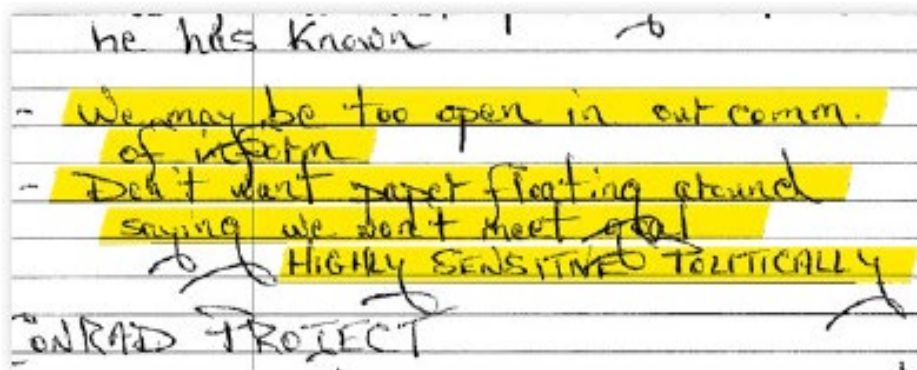 he has known
- We may be too open in our comm.
of inform
- Don't want paper floating around
saying we won't meet goal
HIGHLY SENSITIVE POLITICALLY
CONRAD PROJECT